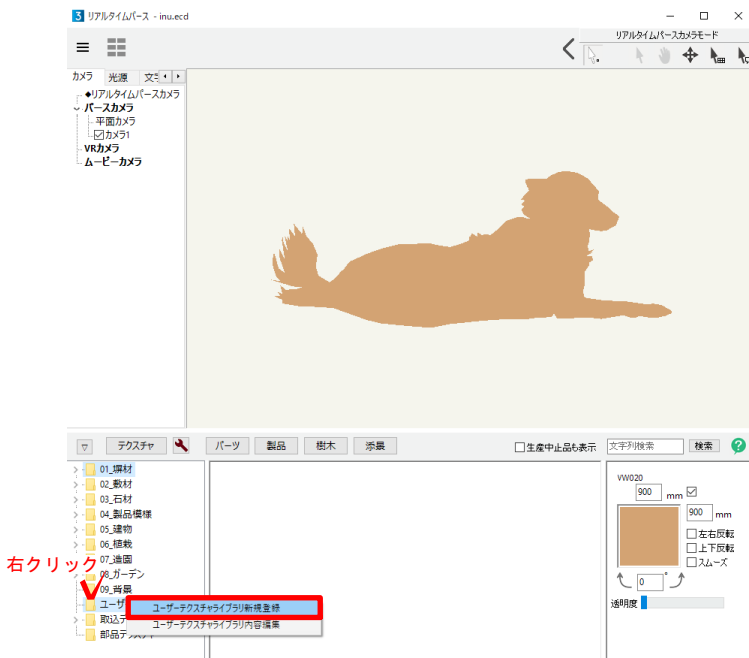 リアルタイムパース - inu.ecd
リアルタイムパースカメラモード
カメラ 光源
◆リアルタイムパースカメラ
パースカメラ
平面カメラ
カメラ1
VRカメラ
ムービーカメラ
テクスチャ パーツ 製品 樹木 添景 生産中止品も表示 文字列検索 検索
01_塀材
02_敷材
03_石材
04_製品模様
05_建物
06_植栽
07_造園
08_ガーデン
09_背景
ユーザ
取込テ
右クリック
ユーザーテクスチャライブラリ新規登録
ユーザーテクスチャライブラリ内容編集
VW020
900 mm
900 mm
左右反転
上下反転
スムーズ
0 °
透明度